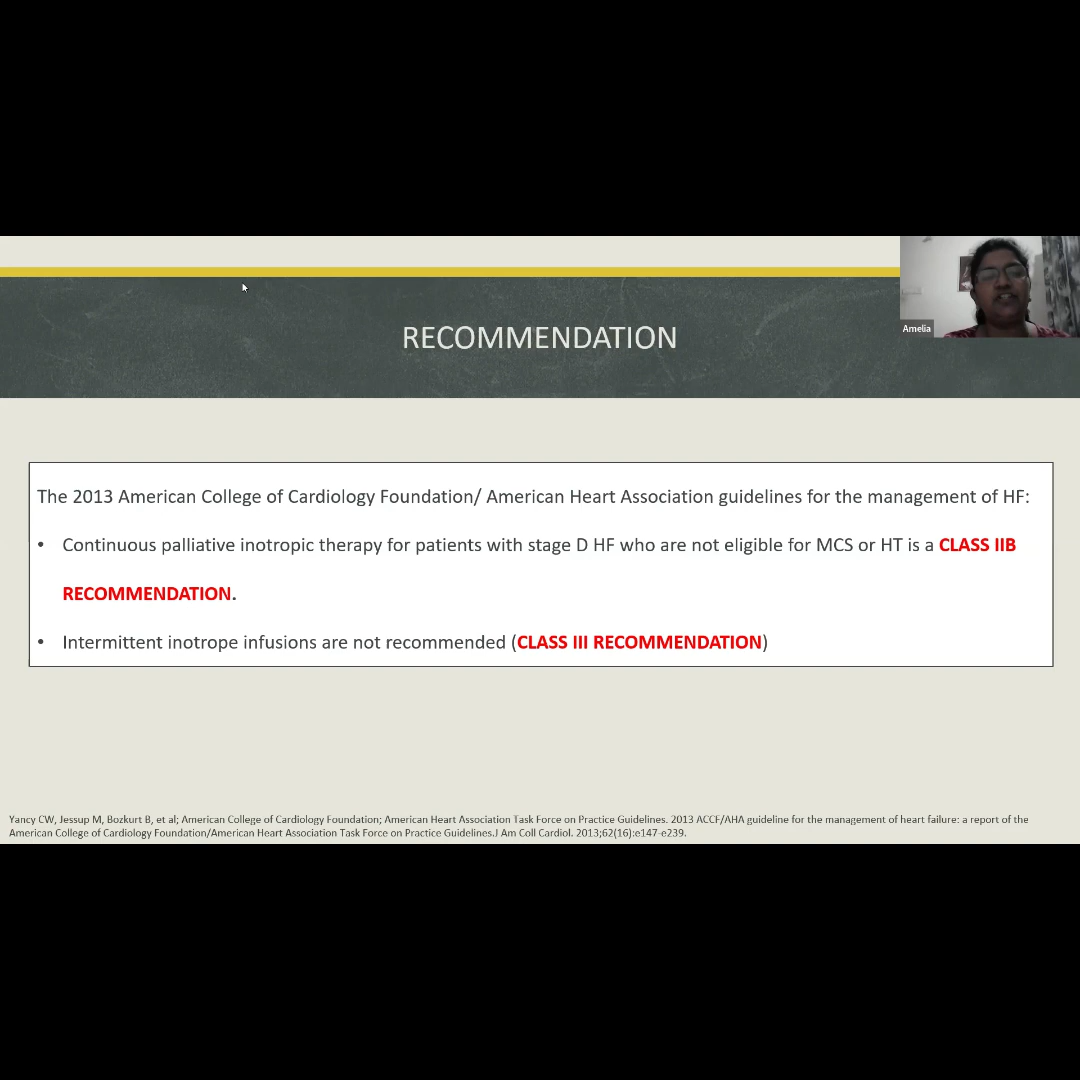 Amelia
RECOMMENDATION
The 2013 American College of Cardiology Foundation/ American Heart Association guidelines for the management of HF:
• Continuous palliative inotropic therapy for patients with stage D HF who are not eligible for MCS or HT is a CLASS IIB
RECOMMENDATION.
• Intermittent inotrope infusions are not recommended (CLASS III RECOMMENDATION)
Yancy CW, Jessup M, Bozkurt B, et al; American College of Cardiology Foundation; American Heart Association Task Force on Practice Guidelines. 2013 ACCF/AHA guideline for the management of heart failure: a report of the
American College of Cardiology Foundation/American Heart Association Task Force on Practice Guidelines.J Am Coll Cardiol. 2013;62(16):e147-e239.